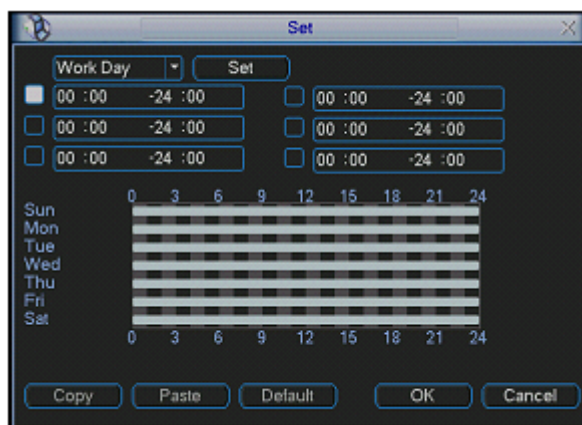 Set
Work Day Set
00 :00 -24 :00 00 :00 -24 :00
00 :00 -24 :00 00 :00 -24 :00
00 :00 -24 :00 00 :00 -24 :00
0 3 6 9 12 15 18 21 24
Sun
Mon
Tue
Wed
Thu
Fri
Sat
0 3 6 9 12 15 18 21 24
Copy Paste Default OK Cancel